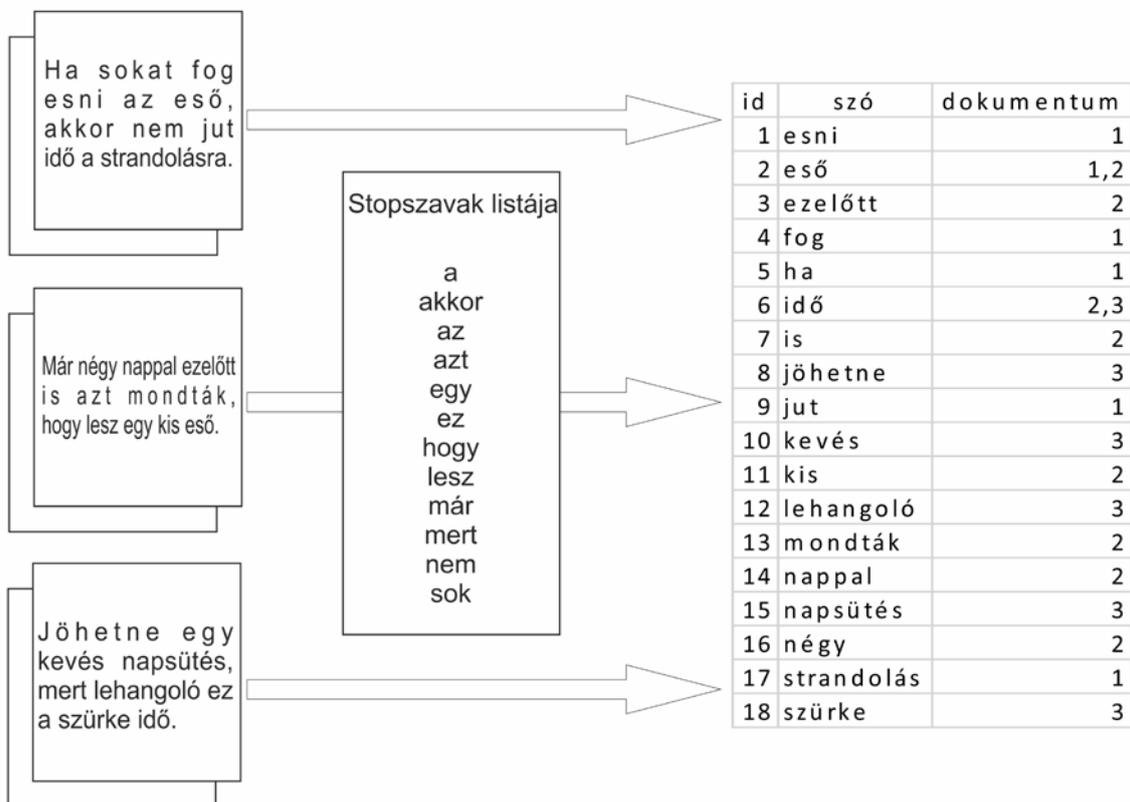 Ha sokat fog
esni az eső,
akkor nem jut
idő a strandolásra.
Már négy nappal ezelőtt
is azt mondták,
hogy lesz egy kis eső.
Jöhetne egy
kevés napsütés,
mert lehangoló ez
a szürke idő.
Stopszavak listája
a
akkor
az
azt
egy
ez
hogy
lesz
már
mert
nem
sok
id szó dokumentum
1 esni 1
2 eső 1,2
3 ezelőtt 2
4 fog 1
5 ha 1
6 idő 2,3
7 is 2
8 jöhetne 3
9 jut 1
10 kevés 3
11 kis 2
12 lehangoló 3
13 mondták 2
14 nappal 2
15 napsütés 3
16 négy 2
17 strandolás 1
18 szürke 3